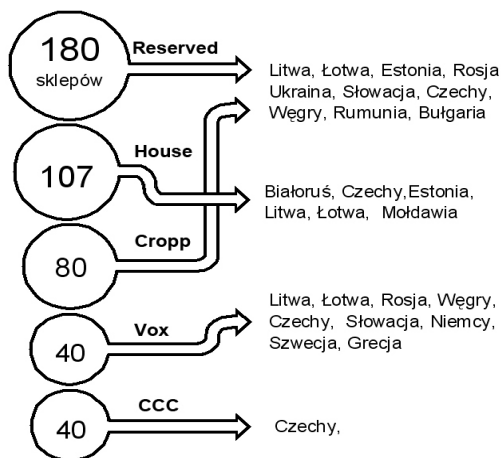 180
sklepów
Reserved
Litwa, Łotwa, Estonia, Rosja
Ukraina, Słowacja, Czechy,
Węgry, Rumunia, Bułgaria
107
House
Białoruś, Czechy,Estonia,
Litwa, Łotwa, Mołdawia
80
Cropp
40
Vox
Litwa, Łotwa, Rosja, Węgry,
Czechy, Słowacja, Niemcy,
Szwecja, Grecja
40
CCC
Czechy,